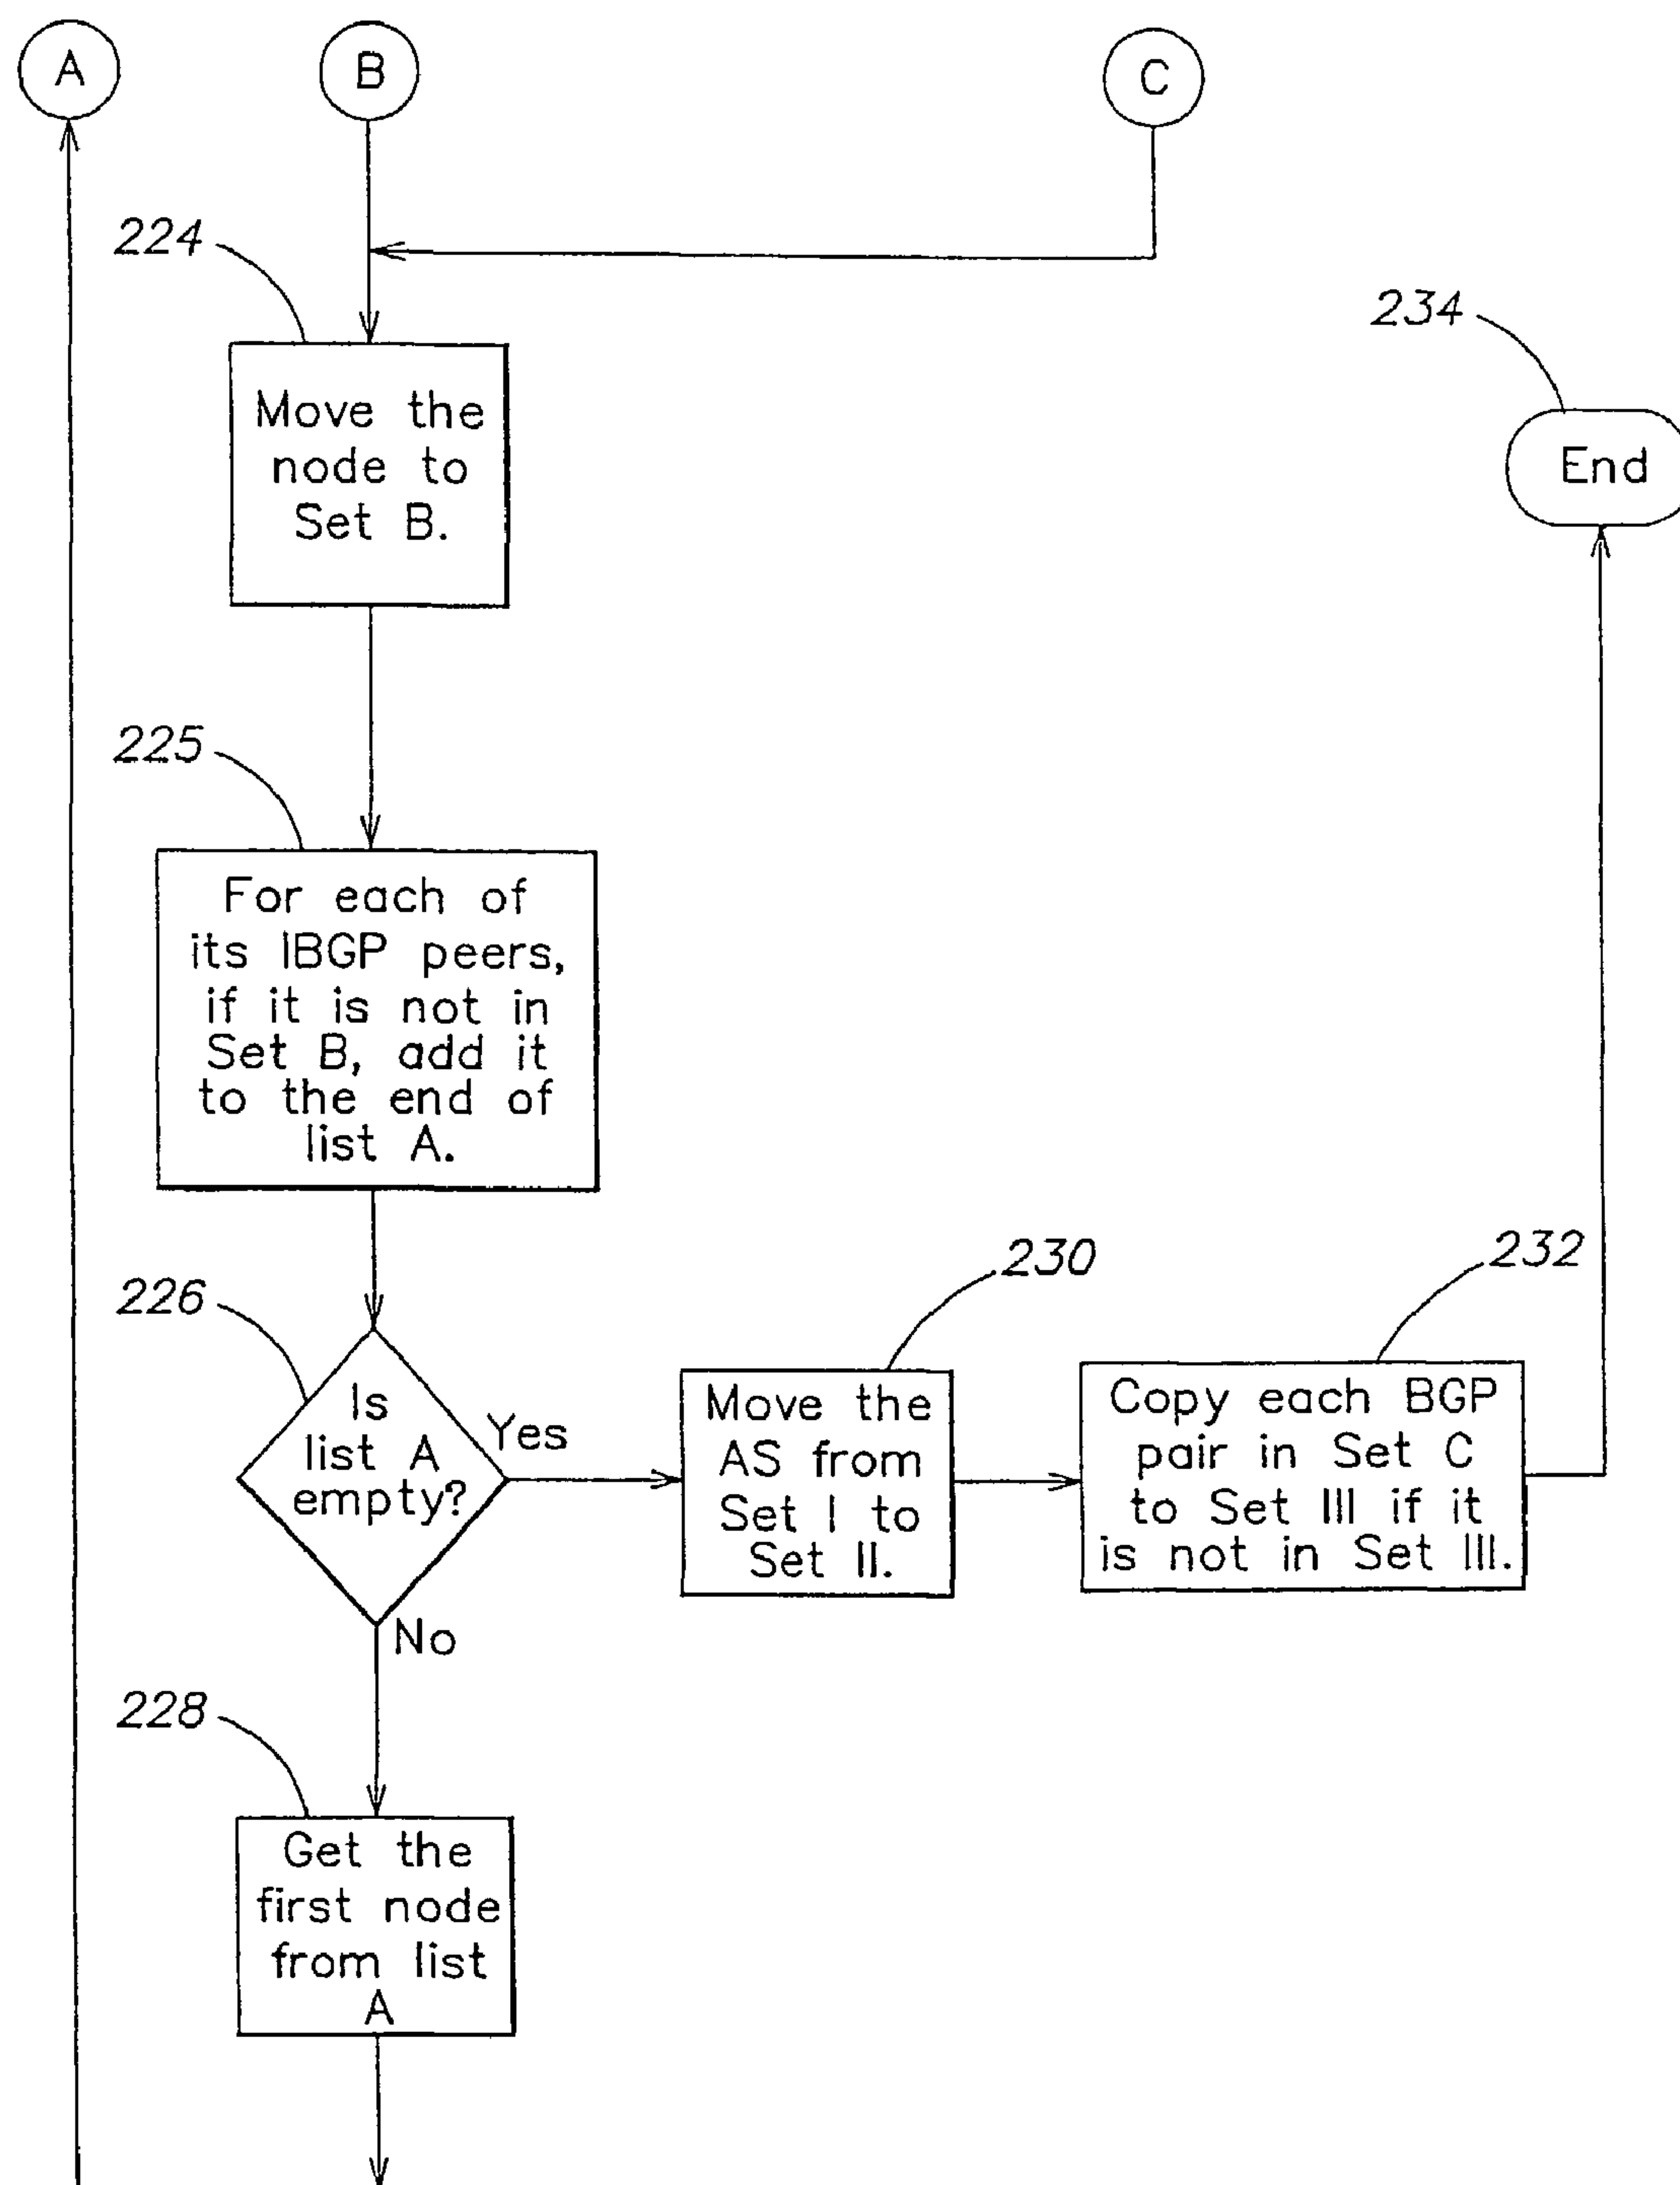 A
B
C
224
234
Move the
node to
Set B.
End
225
For each of
its IBGP peers,
if it is not in
Set B, add it
to the end of
list A.
226
Is
list A
empty?
Yes
No
230
Move the
AS from
Set I to
Set II.
232
Copy each BGP
pair in Set C
to Set III if it
is not in Set III.
228
Get the
first node
from list
A